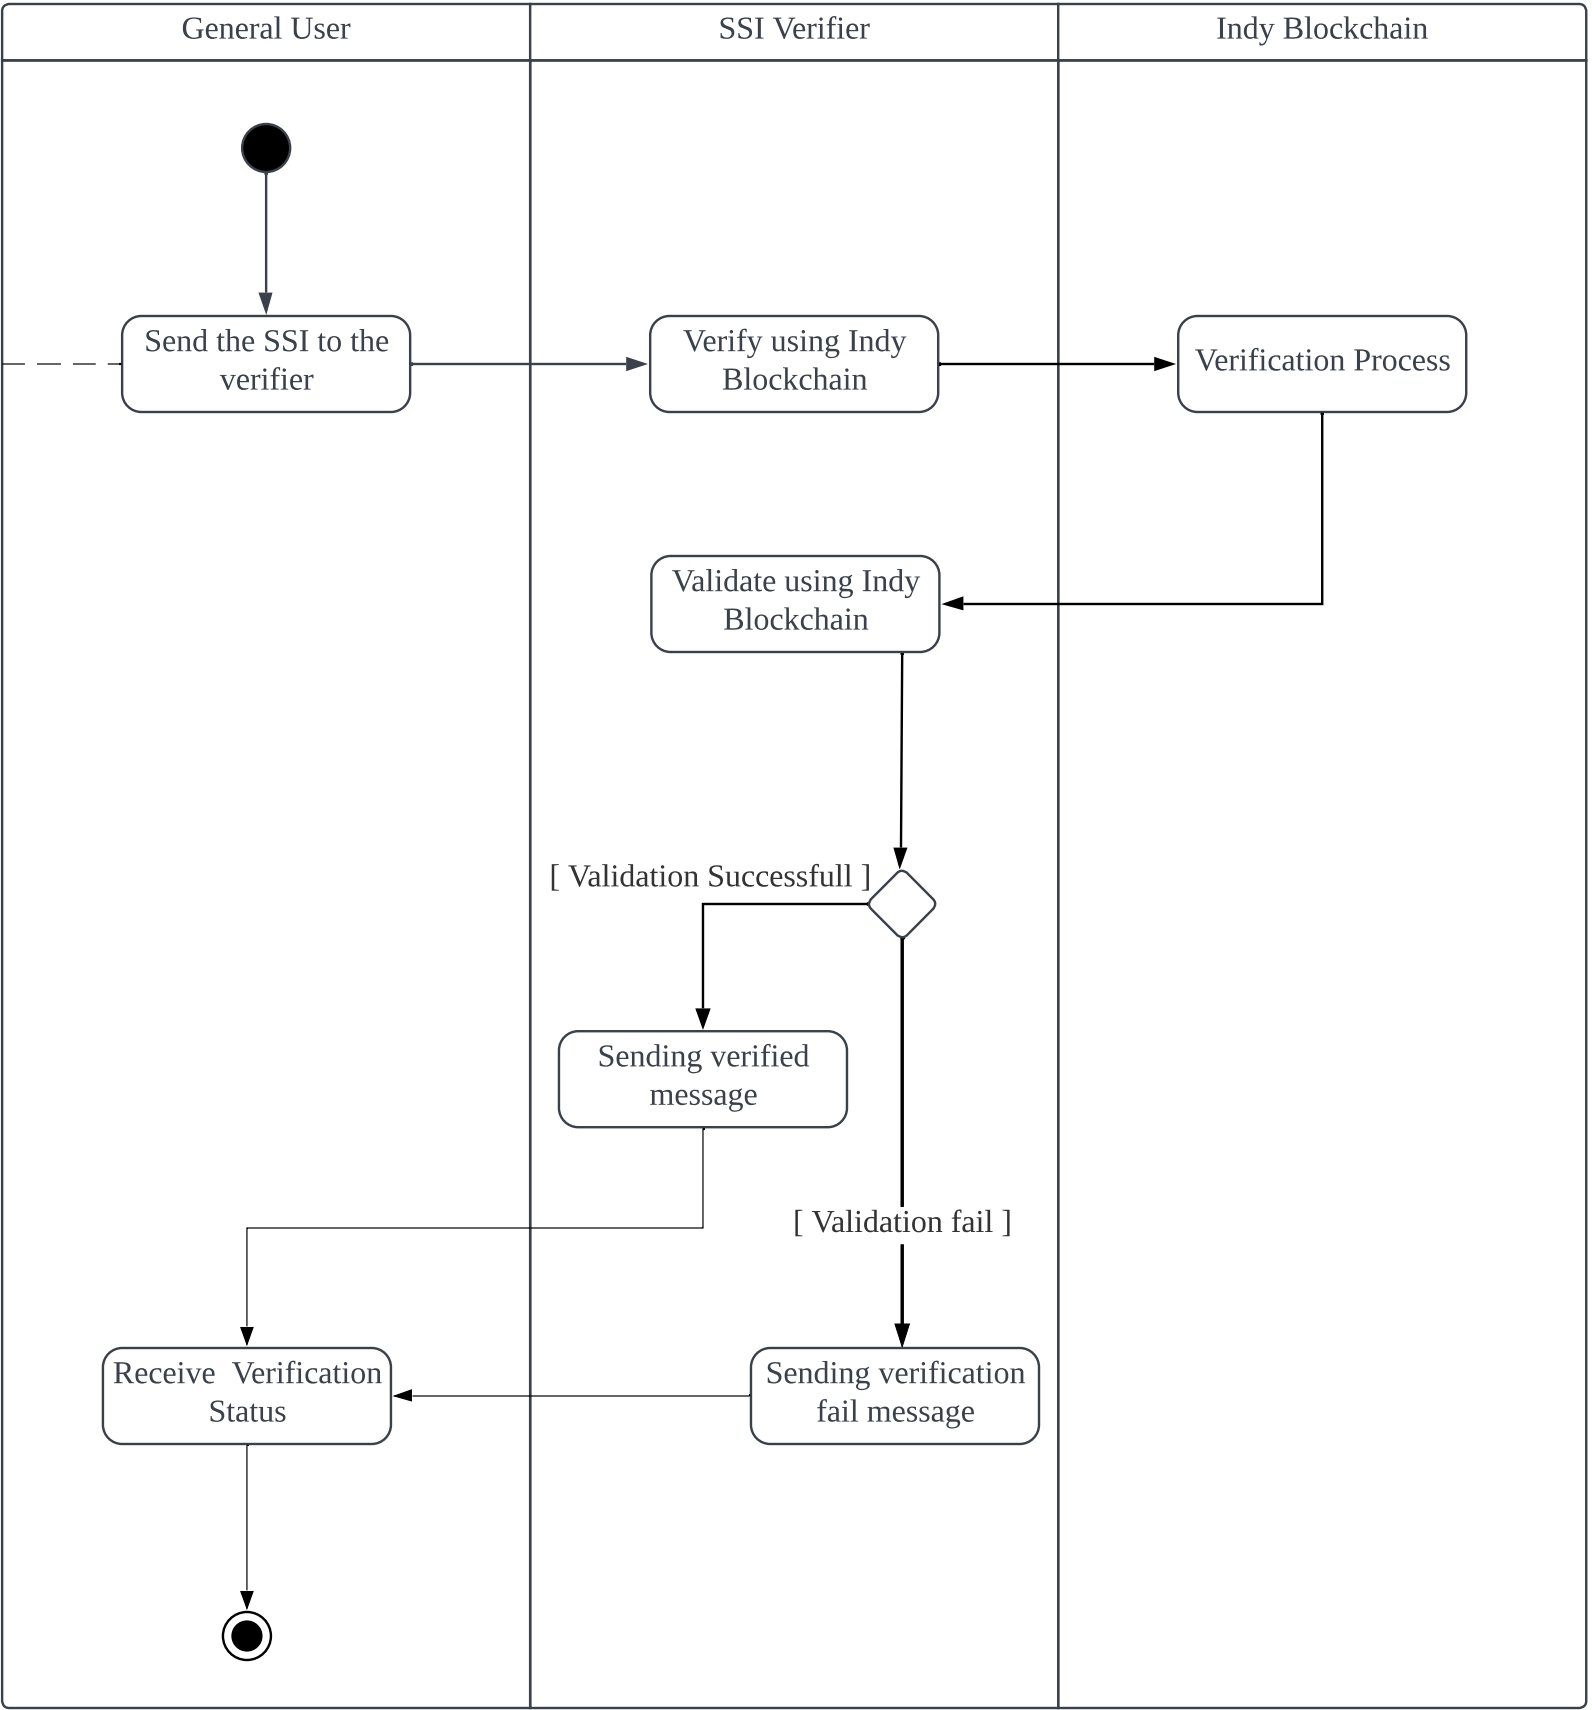 General User
SSI Verifier
Indy Blockchain
Send the SSI to the
verifier
Verify using Indy
Blockchain
Verification Process
Validate using Indy
Blockchain
[ Validation Successfull ]
Sending verified
message
[ Validation fail ]
Receive  Verification
Status
Sending verification
fail message